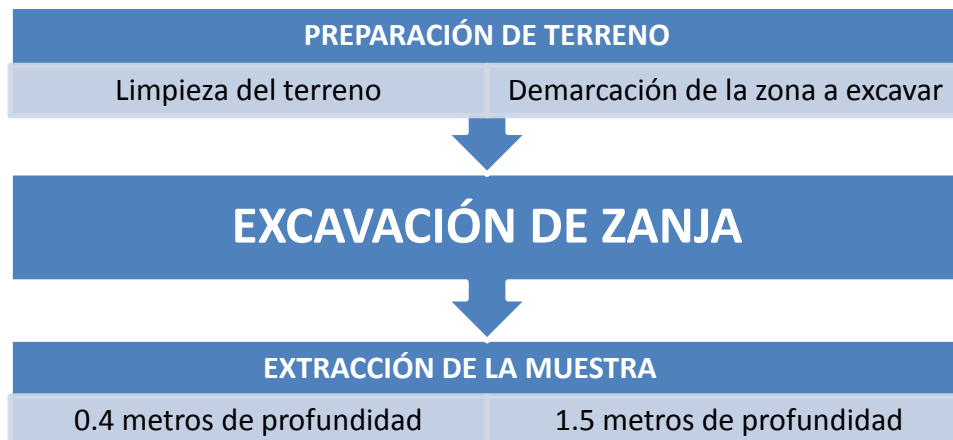 PREPARACIÓN DE TERRENO
Limpieza del terreno
Demarcación de la zona a excavar
EXCAVACIÓN DE ZANJA
EXTRACCIÓN DE LA MUESTRA
0.4 metros de profundidad
1.5 metros de profundidad